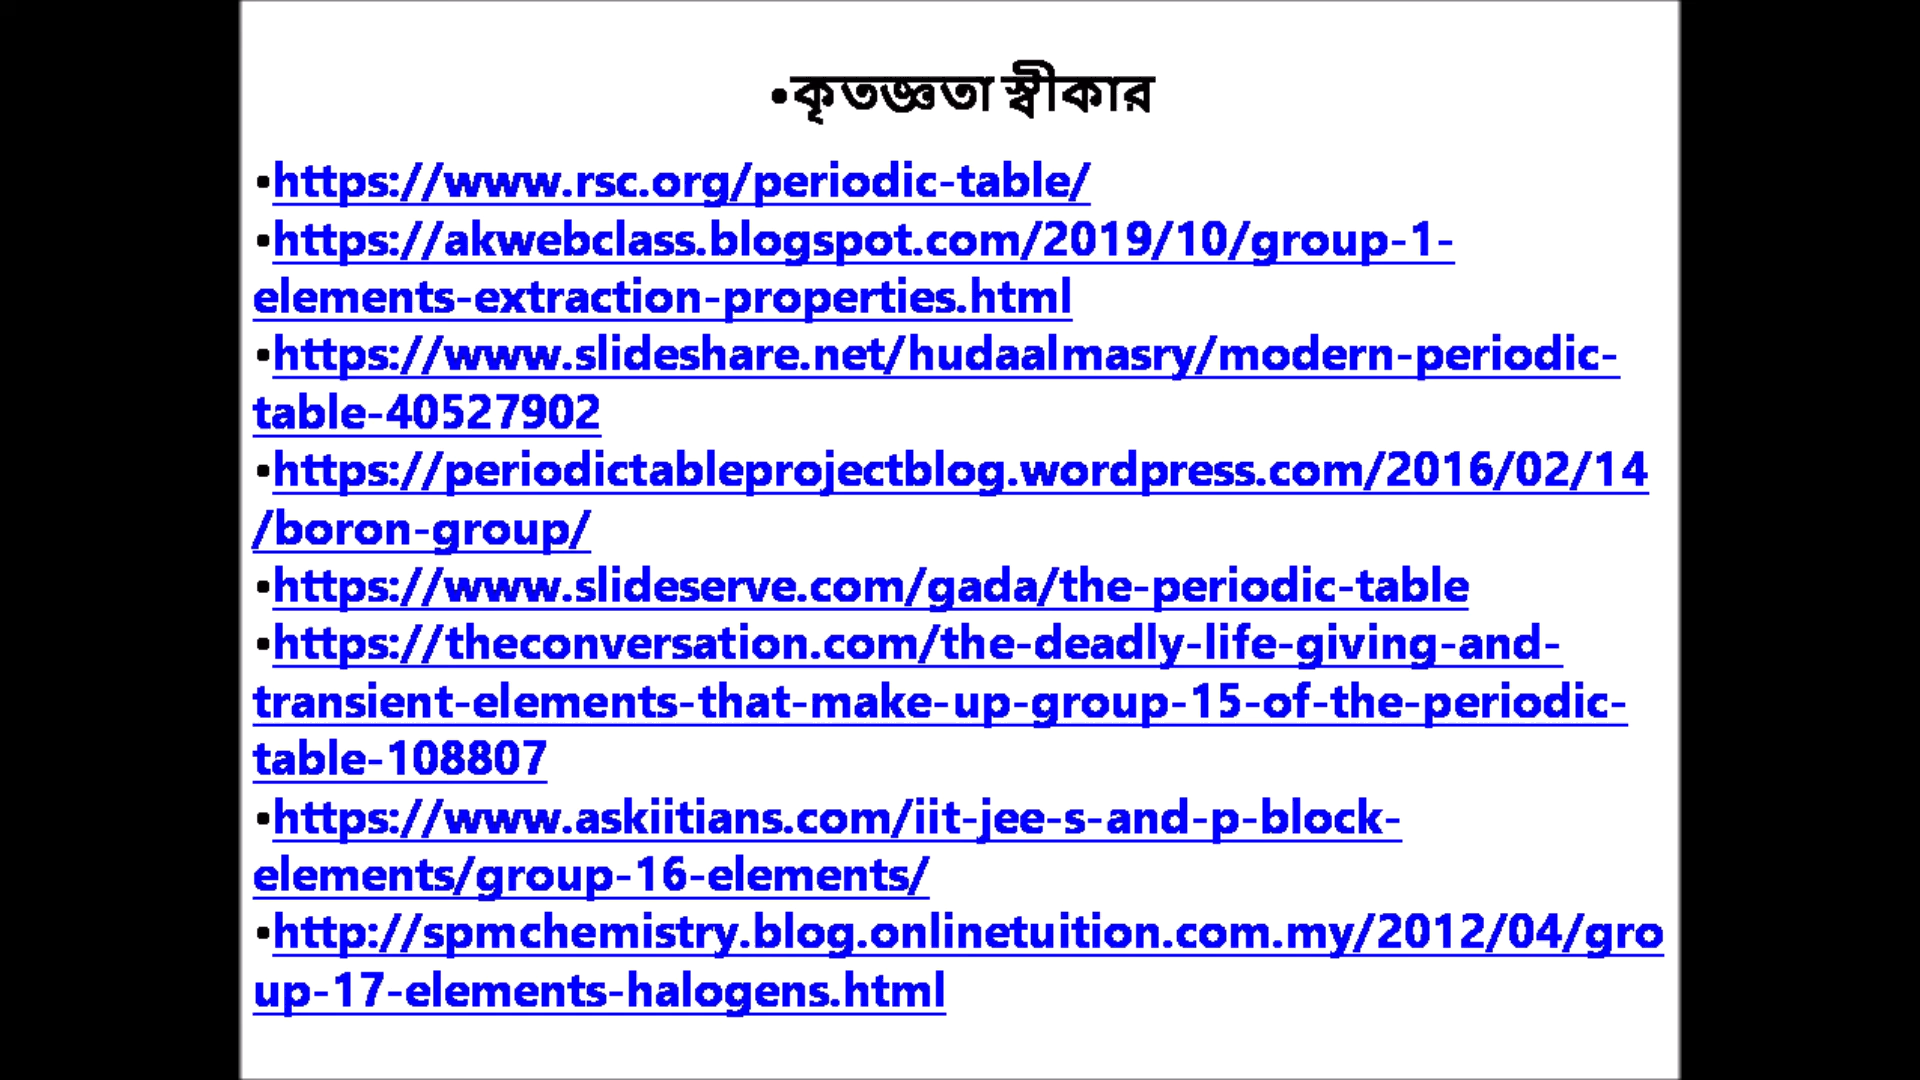 •কৃতজ্ঞতা স্বীকার
•https://www.rsc.org/periodic-table/
•https://akwebclass.blogspot.com/2019/10/group-1-
elements-extraction-properties.html
•https://www.slideshare.net/hudaalmasry/modern-periodic-
table-40527902
•https://periodictableprojectblog.wordpress.com/2016/02/14
/boron-group/
•https://www.slideserve.com/gada/the-periodic-table
•https://theconversation.com/the-deadly-life-giving-and-
transient-elements-that-make-up-group-15-of-the-periodic-
table-108807
•https://www.askiitians.com/iit-jee-s-and-p-block-
elements/group-16-elements/
•http://spmchemistry.blog.onlinetuition.com.my/2012/04/gro
up-17-elements-halogens.html